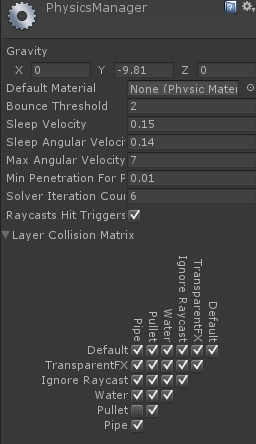 PhysicsManager
Gravity
X 0 Y -9.81 Z 0
Default Material None (Physic Mater
Bounce Threshold 2
Sleep Velocity 0.15
Sleep Angular Veloci 0.14
Max Angular Velocity 7
Min Penetration For P 0.01
Solver Iteration Cour 6
Raycasts Hit Triggers
Layer Collision Matrix
Pipe Pullet Water Ignore Raycast TransparentFX Default
Default
TransparentFX
Ignore Raycast
Water
Pullet
Pipe